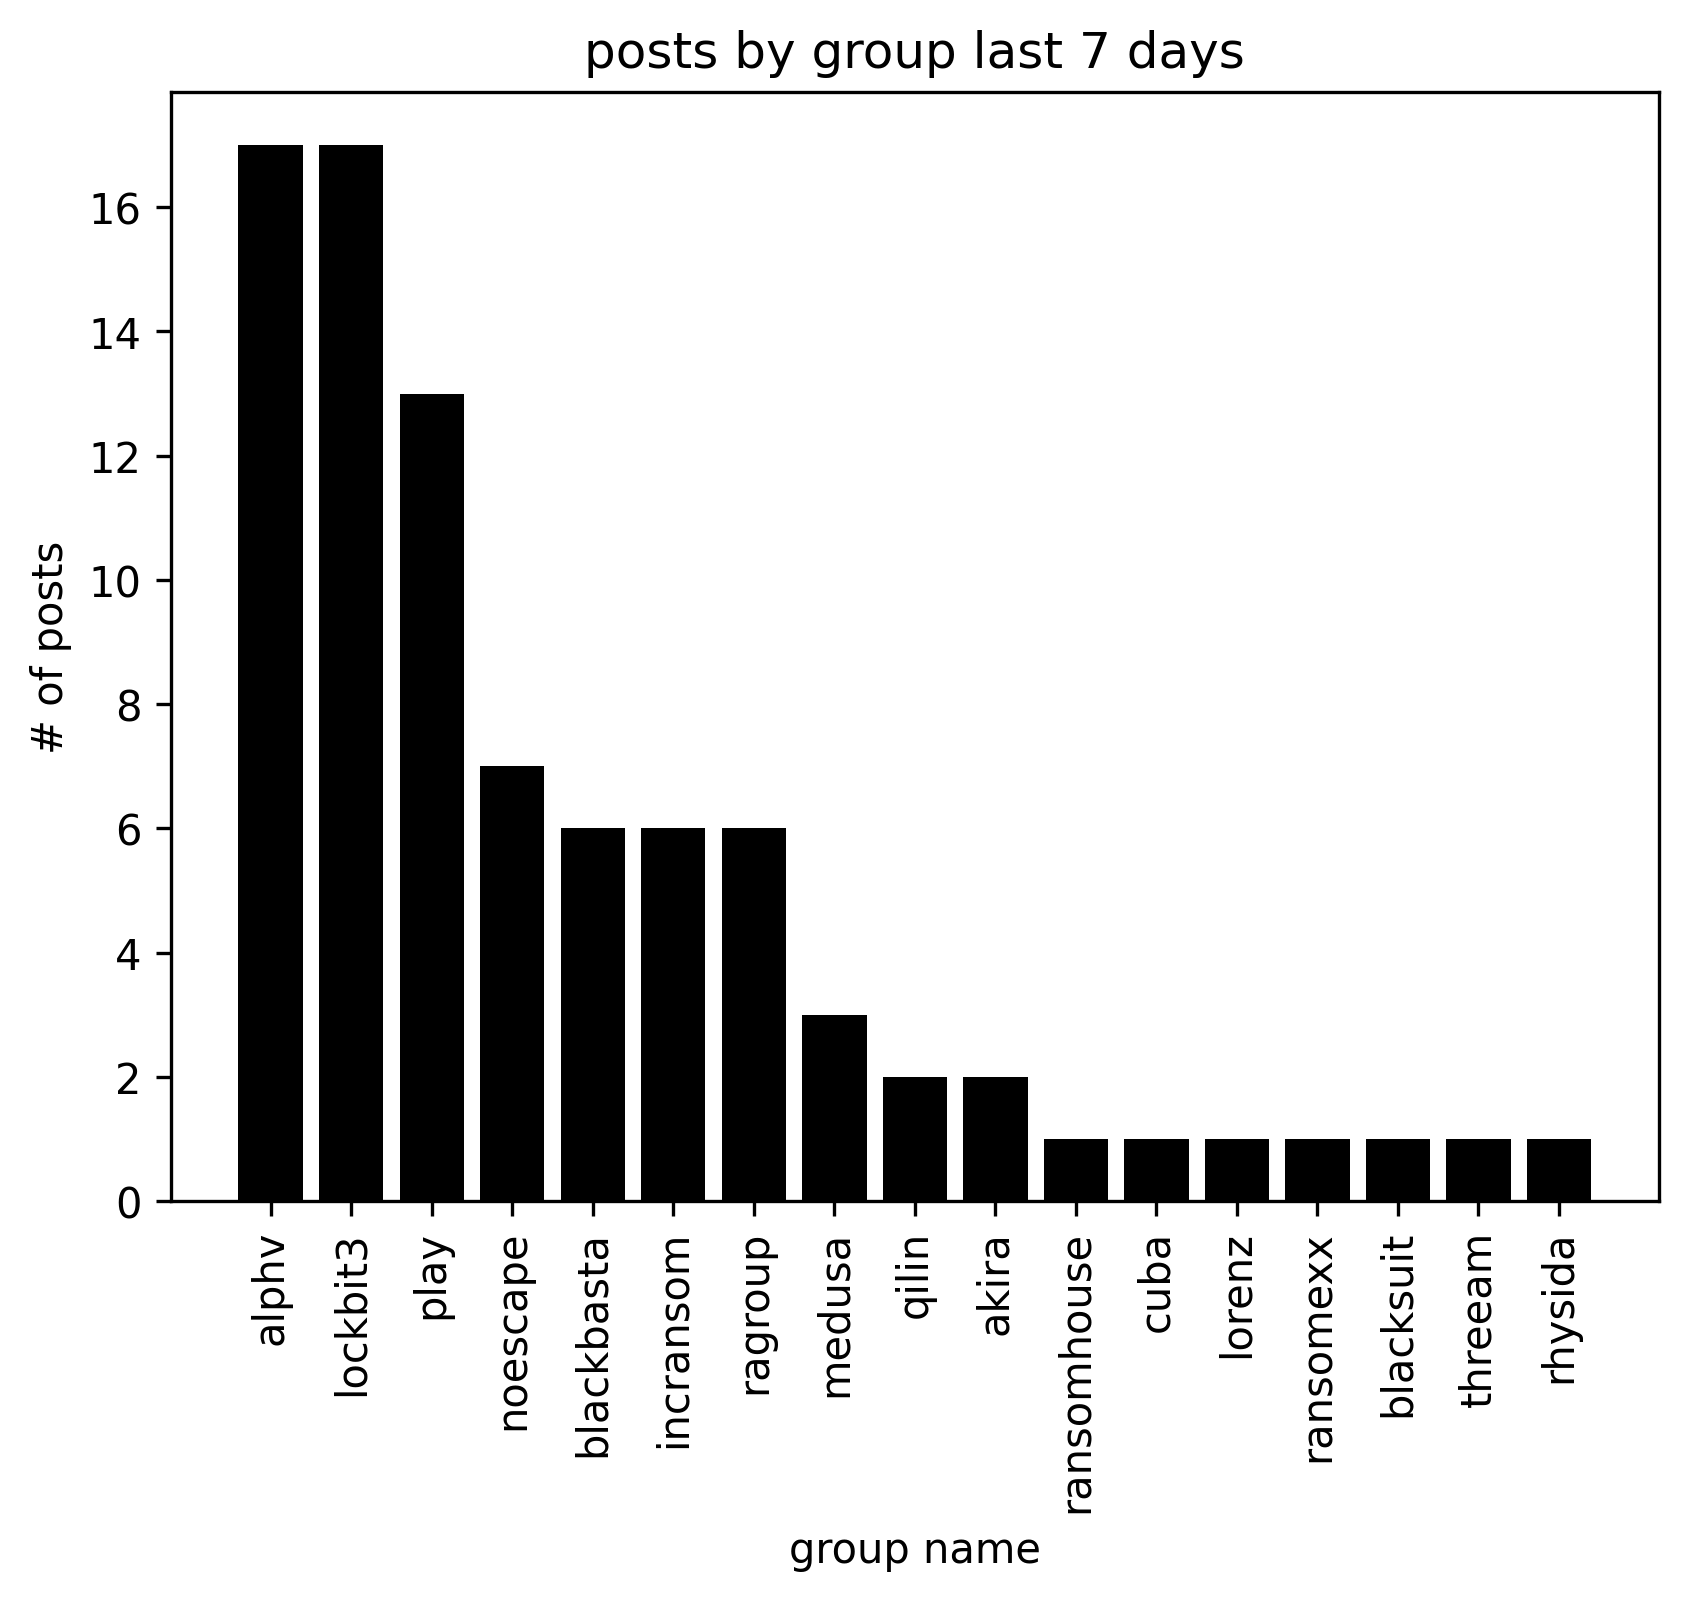 posts by group last 7 days
# of posts
16
14
12
10
8
6
4
2
0
alphv
lockbit3
play
noescape
blackbasta
incransom
ragroup
medusa
qilin
akira
ransomhouse
cuba
lorenz
ransomexx
blacksuit
threeam
rhysida
group name